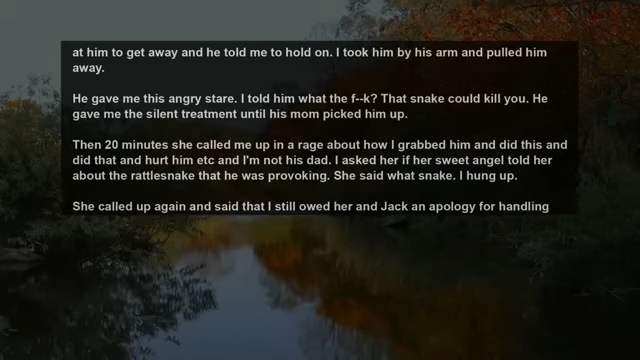 at him to get away and he told me to hold on. I took him by his arm and pulled him
away.
He gave me this angry stare. I told him what the f--k? That snake could kill you. He
gave me the silent treatment until his mom picked him up.
Then 20 minutes she called me up in a rage about how I grabbed him and did this and
did that and hurt him etc and I'm not his dad. I asked her if her sweet angel told her
about the rattlesnake that he was provoking. She said what snake. I hung up.
She called up again and said that I still owed her and Jack an apology for handling